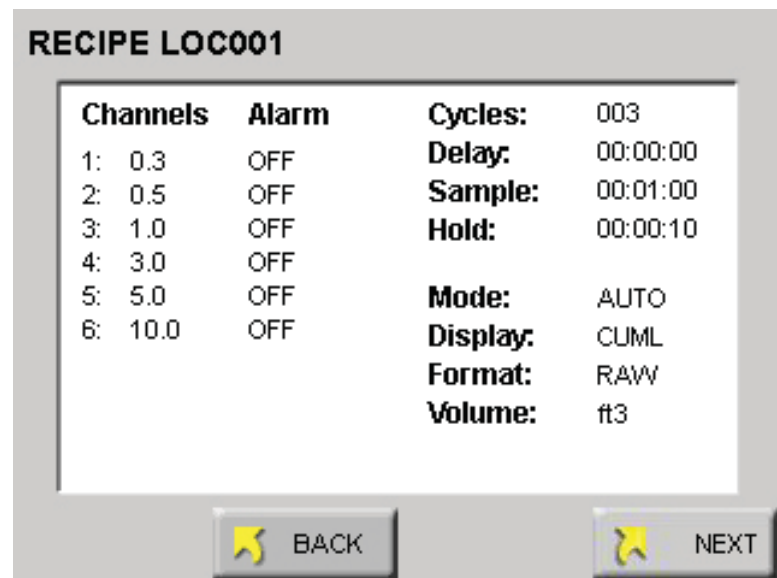 RECIPE LOC001
Channels Alarm
1: 0.3 OFF
2: 0.5 OFF
3: 1.0 OFF
4: 3.0 OFF
5: 5.0 OFF
6: 10.0 OFF
Cycles: 003
Delay: 00:00:00
Sample: 00:01:00
Hold: 00:00:10
Mode: AUTO
Display: CUML
Format: RAW
Volume: ft3
BACK
NEXT